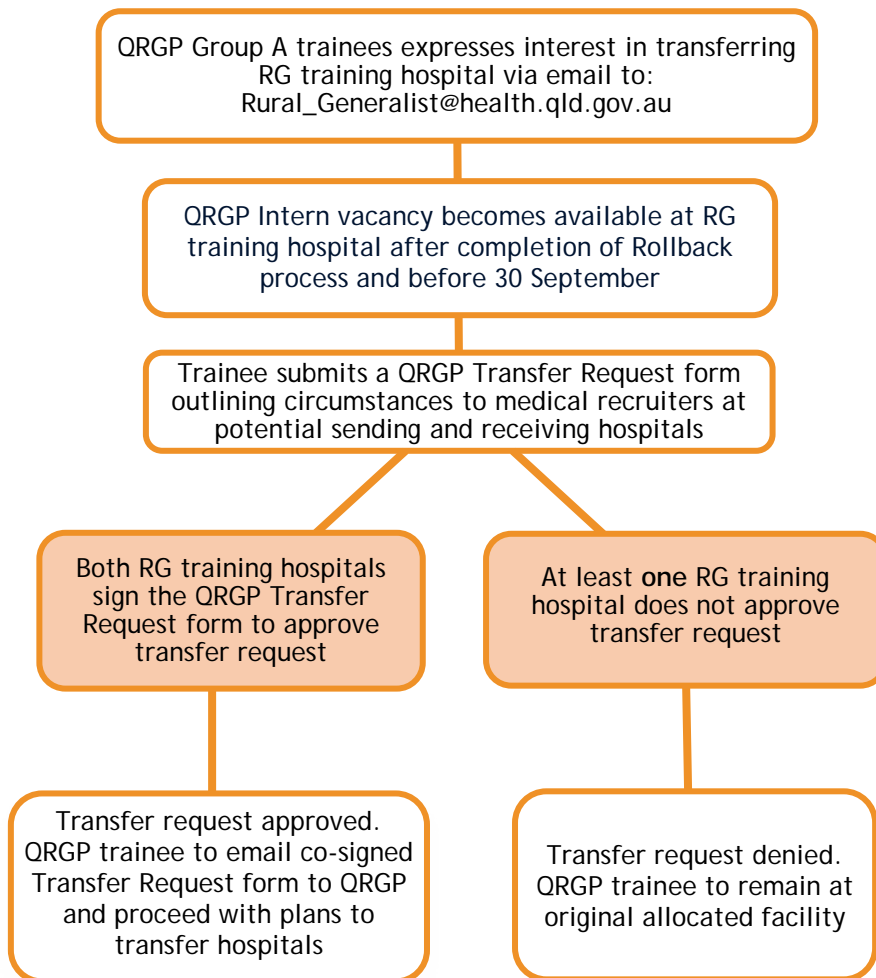 QRGP Group A trainees expresses interest in transferring
RG training hospital via email to:
Rural_Generalist@health.qld.gov.au
QRGP Intern vacancy becomes available at RG
training hospital after completion of Rollback
process and before 30 September
Trainee submits a QRGP Transfer Request form
outlining circumstances to medical recruiters at
potential sending and receiving hospitals
Both RG training hospitals
sign the QRGP Transfer
Request form to approve
transfer request
At least one RG training
hospital does not approve
transfer request
Transfer request approved.
QRGP trainee to email co-signed
Transfer Request form to QRGP
and proceed with plans to
transfer hospitals
Transfer request denied.
QRGP trainee to remain at
original allocated facility